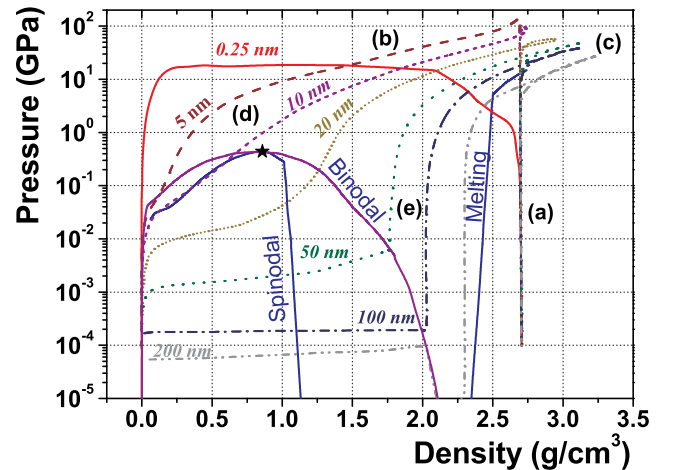 Pressure (GPa)
10²
10¹
10⁰
10⁻¹
10⁻²
10⁻³
10⁻⁴
10⁻⁵
0.25 nm
(b)
(c)
5 nm
10 nm
(d)
20 nm
Binodal
(e)
Melting
(a)
50 nm
Spinodal
100 nm
200 nm
0.0 0.5 1.0 1.5 2.0 2.5 3.0 3.5
Density (g/cm³)